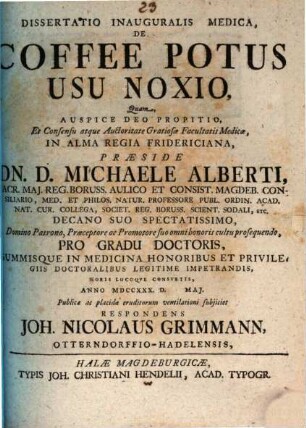 23
DISSERTATIO INAUGURALIS MEDICA,
DE
COFFEE POTUS
USU NOXIO,
Quam,
AUSPICE DEO PROPITIO,
Et Consensu atque Auctoritate Gratiosæ Facultatis Medicæ,
IN ALMA REGIA FRIDERICIANA,
PRÆSIDE
DN. D. MICHAELE ALBERTI,
SACR. MAJ. REG. BORUSS. AULICO ET CONSIST. MAGDEB. CON-
SILIARIO, MED. ET PHILOS. NATUR. PROFESSORE PUBL. ORDIN. ACAD.
NAT. CUR. COLLEGA, SOCIET. REG. BORUSS. SCIENT. SODALI, etc.
DECANO SUO SPECTATISSIMO,
Domino Patrono, Præceptore ac Promotore suo omni honoris cultu prosequendo,
PRO GRADU DOCTORIS,
SUMMISQUE IN MEDICINA HONORIBUS ET PRIVILE-
GIIS DOCTORALIBUS LEGITIME IMPETRANDIS,
HORIS LOCOQUE CONSUETIS,
ANNO MDCCXXX. D. MAJ.
Publicæ ac placidæ eruditorum ventilationi subjiciet
RESPONDENS
JOH. NICOLAUS GRIMMANN,
OTTERNDORFFIO-HADELENSIS,
HALÆ MAGDEBURGICÆ,
TYPIS JOH. CHRISTIANI HENDELII, ACAD. TYPOGR.